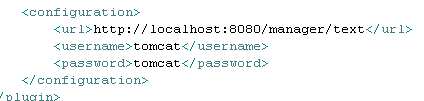 <configuration>
<url>http://localhost:8080/manager/text</url>
<username>tomcat</username>
<password>tomcat</password>
</configuration>
/plugin>